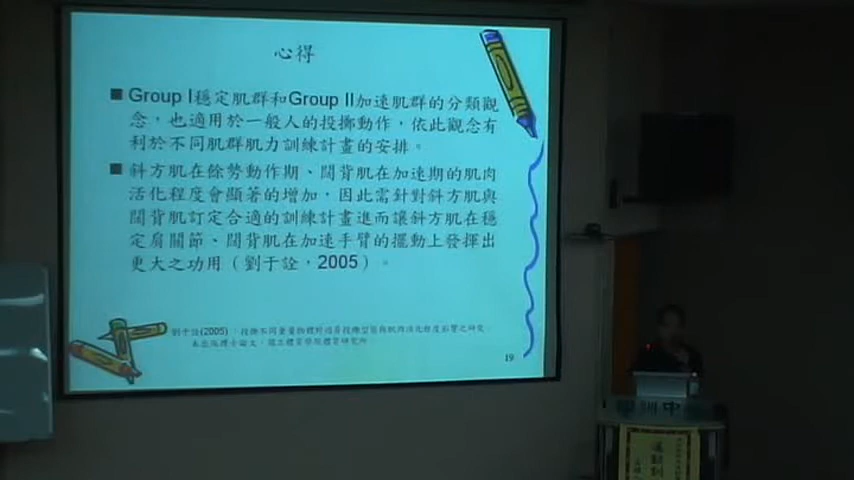 心得
■ Group I穩定肌群和Group II加速肌群的分類觀
念，也適用於一般人的投擲動作，依此觀念有
利於不同肌群肌力訓練計畫的安排。
■ 斜方肌在餘勢動作期、闊背肌在加速期的肌肉
活化程度會顯著的增加，因此需針對斜方肌與
闊背肌訂定合適的訓練計畫進而讓斜方肌在穩
定肩關節、闊背肌在加速手臂的擺動上發揮出
更大之功用（劉于詮，2005）。
劉于詮(2005)：投擲不同重量物體對過肩投擲型態與肌肉活化程度影響之研究。
未出版碩士論文，國立體育學院體育研究所。
19